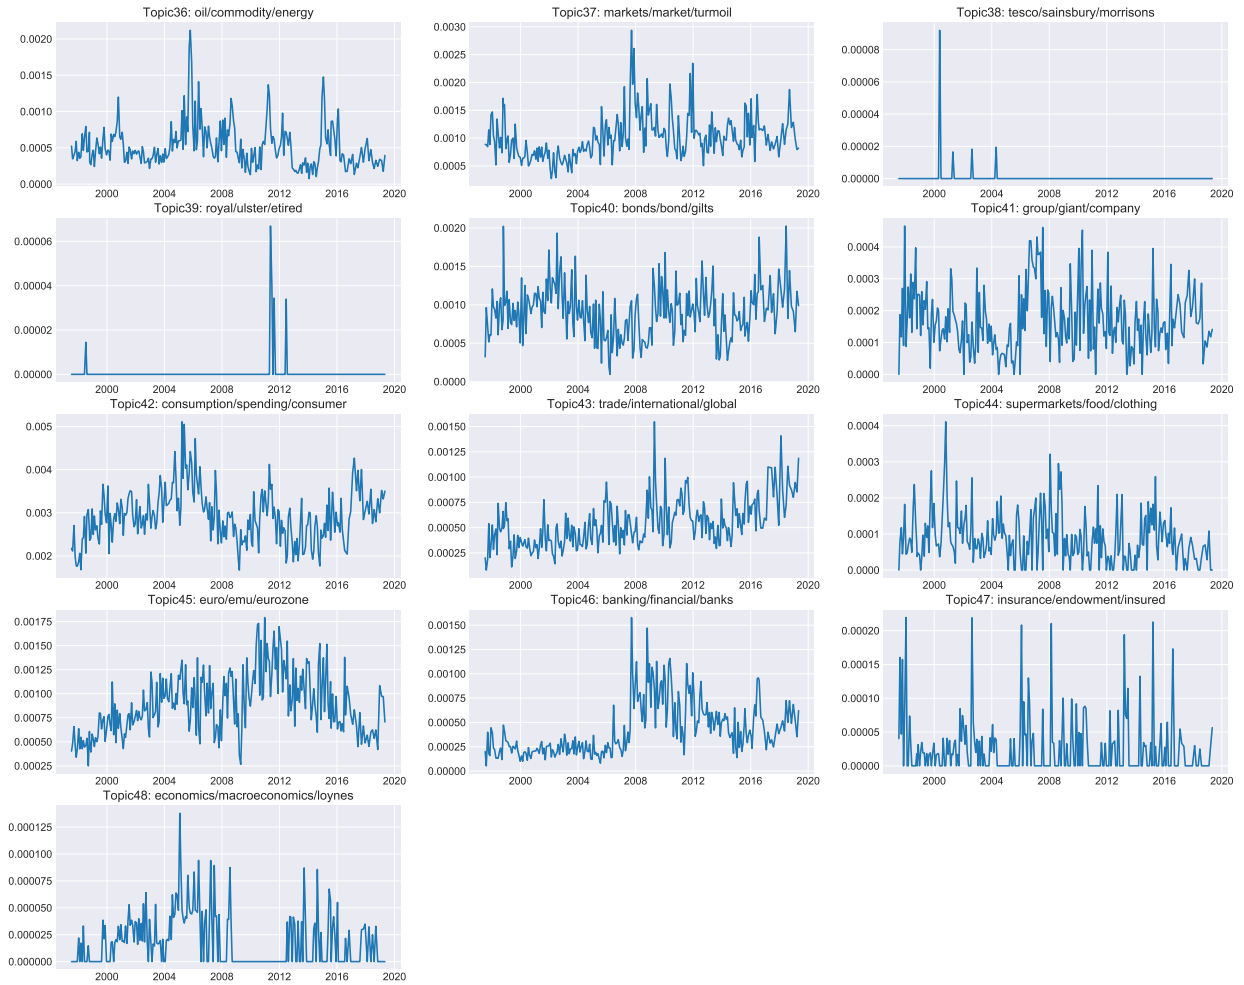 Topic36: oil/commodity/energy
0.0020
0.0015
0.0010
0.0005
0.0000
2000 2004 2008 2012 2016 2020
Topic37: markets/market/turmoil
0.0030
0.0025
0.0020
0.0015
0.0010
0.0005
2000 2004 2008 2012 2016 2020
Topic38: tesco/sainsbury/morrisons
0.00008
0.00006
0.00004
0.00002
0.00000
2000 2004 2008 2012 2016 2020
Topic39: royal/ulster/etired
0.00006
0.00004
0.00002
0.00000
2000 2004 2008 2012 2016 2020
Topic40: bonds/bond/gilts
0.0020
0.0015
0.0010
0.0005
0.0000
2000 2004 2008 2012 2016 2020
Topic41: group/giant/company
0.0004
0.0003
0.0002
0.0001
0.0000
2000 2004 2008 2012 2016 2020
Topic42: consumption/spending/consumer
0.005
0.004
0.003
0.002
2000 2004 2008 2012 2016 2020
Topic43: trade/international/global
0.00150
0.00125
0.00100
0.00075
0.00050
0.00025
2000 2004 2008 2012 2016 2020
Topic44: supermarkets/food/clothing
0.0004
0.0003
0.0002
0.0001
0.0000
2000 2004 2008 2012 2016 2020
Topic45: euro/emu/eurozone
0.00175
0.00150
0.00125
0.00100
0.00075
0.00050
0.00025
2000 2004 2008 2012 2016 2020
Topic46: banking/financial/banks
0.00150
0.00125
0.00100
0.00075
0.00050
0.00025
0.00000
2000 2004 2008 2012 2016 2020
Topic47: insurance/endowment/insured
0.00020
0.00015
0.00010
0.00005
0.00000
2000 2004 2008 2012 2016 2020
Topic48: economics/macroeconomics/loynes
0.000125
0.000100
0.000075
0.000050
0.000025
0.000000
2000 2004 2008 2012 2016 2020